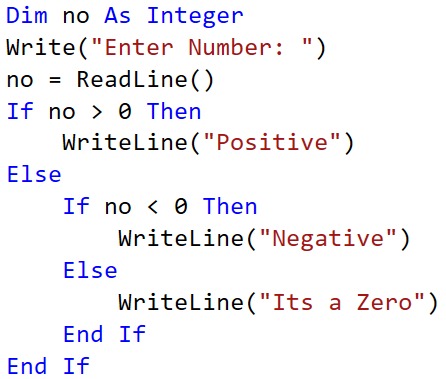 Dim no As Integer
Write("Enter Number: ")
no = ReadLine()
If no > 0 Then
    WriteLine("Positive")
Else
    If no < 0 Then
        WriteLine("Negative")
    Else
        WriteLine("Its a Zero")
    End If
End If